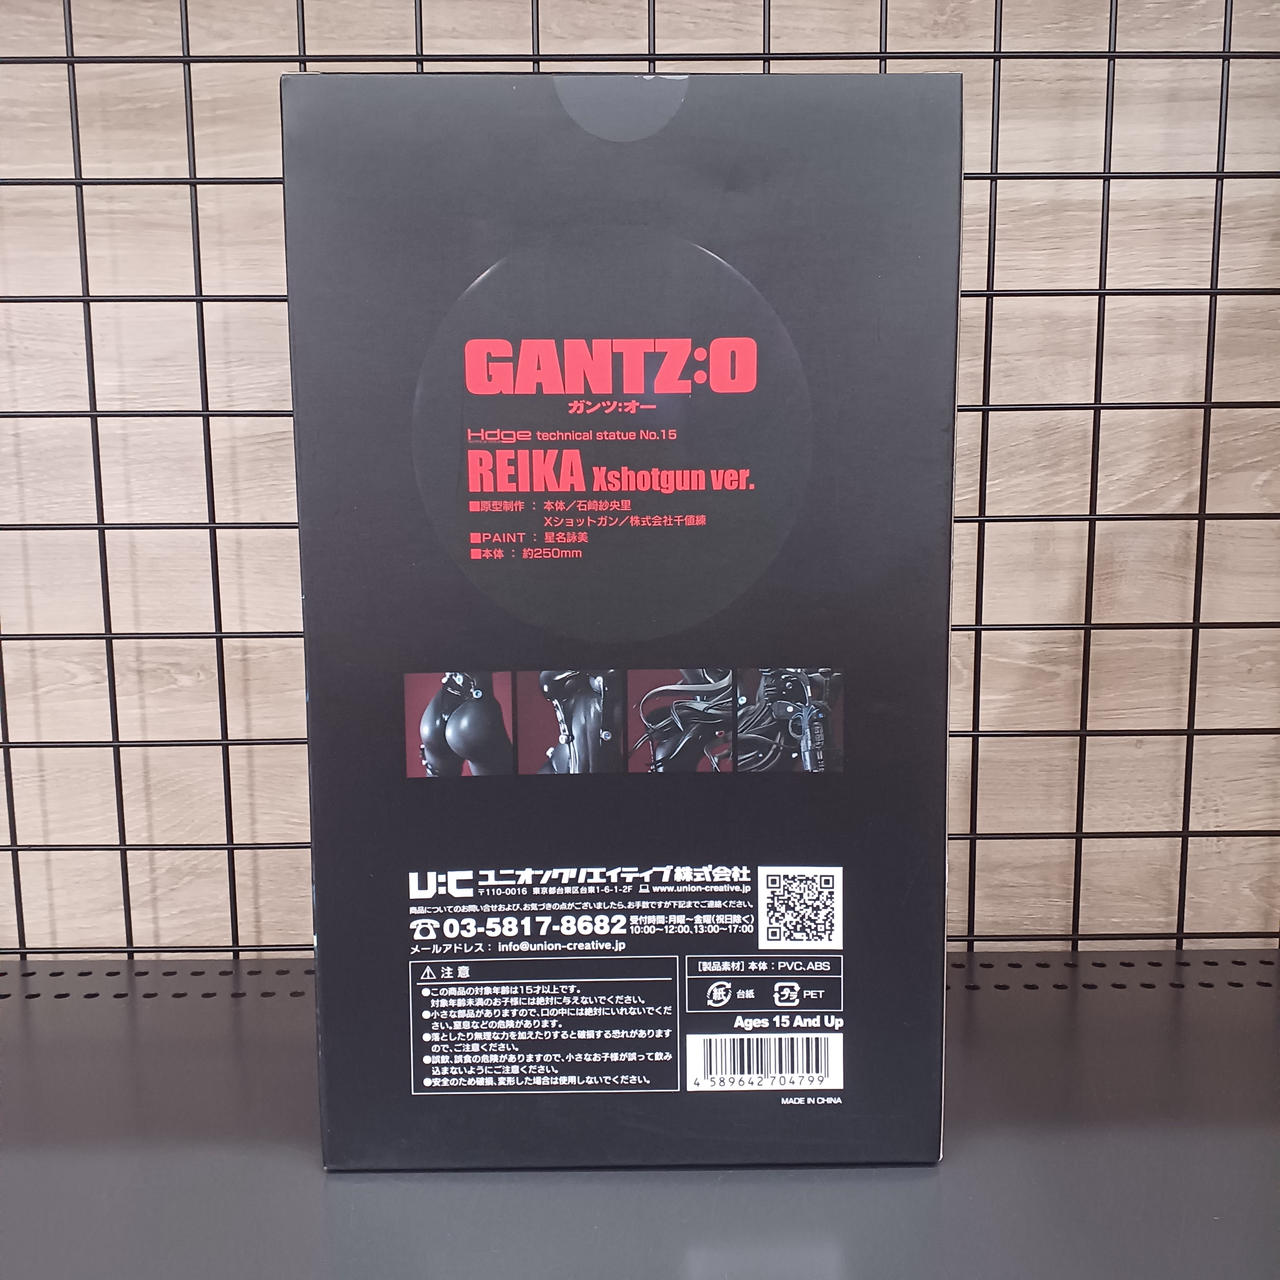 GANTZ:O
ガンツ:オー
Hdge technical statue No.15
REIKA Xshotgun ver.
■原型制作 : 本体／石崎紗央里
Xショットガン／株式会社千値練
■PAINT : 星名詠美
■本体 : 約250mm
U:C ユニオンクリエイティブ株式会社
〒110-0016 東京都台東区台東1-6-1-2F www.union-creative.jp
商品についてのお問い合せおよび、お気づきの点がございましたら、お手数ですが下記までご連絡ください。
03-5817-8682 受付時間:月曜〜金曜(祝日除く)
10:00〜12:00、13:00〜17:00
メールアドレス : info@union-creative.jp
注意
●この商品の対象年齢は15才以上です。
対象年齢未満のお子様には絶対に与えないでください。
●小さな部品がありますので、口の中には絶対にいれないでください。窒息などの危険があります。
●落としたり無理な力を加えたりすると破損する恐れがありますので、ご注意ください。
●誤飲、誤食の危険がありますので、小さなお子様が誤って飲み込まないようにご注意ください。
●安全のため破損、変形した場合は使用しないでください。
[製品素材] 本体 : PVC、ABS
紙 台紙 プラ PET
Ages 15 And Up
4 589642 704799
MADE IN CHINA